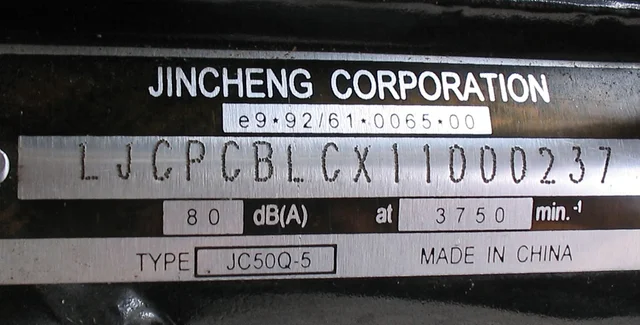 JINCHENG CORPORATION
e9*92/61*0065*00
LJCPCBLCX11000237
80 dB(A) at 3750 min.-1
TYPE JC50Q-5 MADE IN CHINA